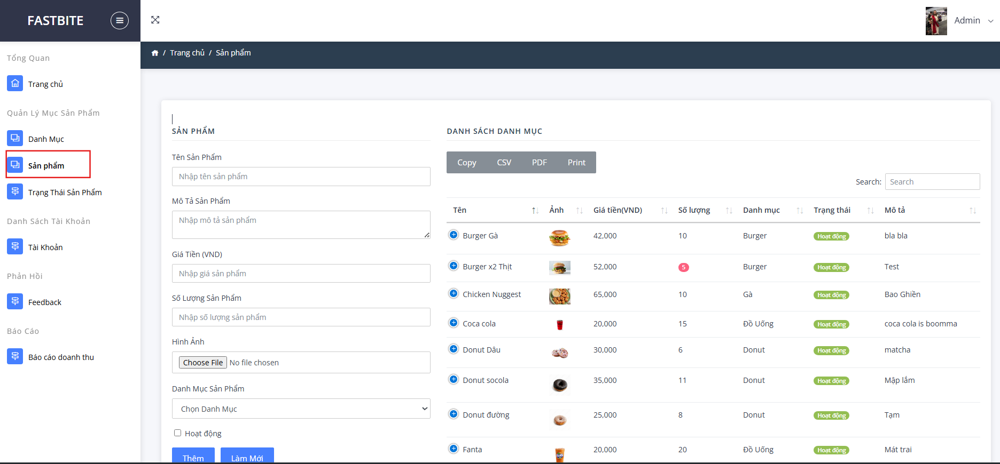 FASTBITE
Admin
/ Trang chủ / Sản phẩm
Tổng Quan
Trang chủ
Quản Lý Mục Sản Phẩm
Danh Mục
Sản phẩm
Trạng Thái Sản Phẩm
Danh Sách Tài Khoản
Tài Khoản
Phản Hồi
Feedback
Báo Cáo
Báo cáo doanh thu
SẢN PHẨM
Tên Sản Phẩm
Nhập tên sản phẩm
Mô Tả Sản Phẩm
Nhập mô tả sản phẩm
Giá Tiền (VND)
Nhập giá sản phẩm
Số Lượng Sản Phẩm
Nhập số lượng sản phẩm
Hình Ảnh
Choose File No file chosen
Danh Mục Sản Phẩm
Chọn Danh Mục
Hoạt động
Thêm Làm Mới
DANH SÁCH DANH MỤC
Copy CSV PDF Print
Search: Search
Tên Ảnh Giá tiền(VND) Số lượng Danh mục Trạng thái Mô tả
Burger Gà 42,000 10 Burger Hoạt động bla bla
Burger x2 Thịt 52,000 5 Burger Hoạt động Test
Chicken Nuggest 65,000 10 Gà Hoạt động Bao Ghiền
Coca cola 20,000 15 Đồ Uống Hoạt động coca cola is boomma
Donut Dâu 30,000 6 Donut Hoạt động matcha
Donut socola 35,000 11 Donut Hoạt động Mập lắm
Donut đường 25,000 8 Donut Hoạt động Tạm
Fanta 20,000 20 Đồ Uống Hoạt động Mát trai